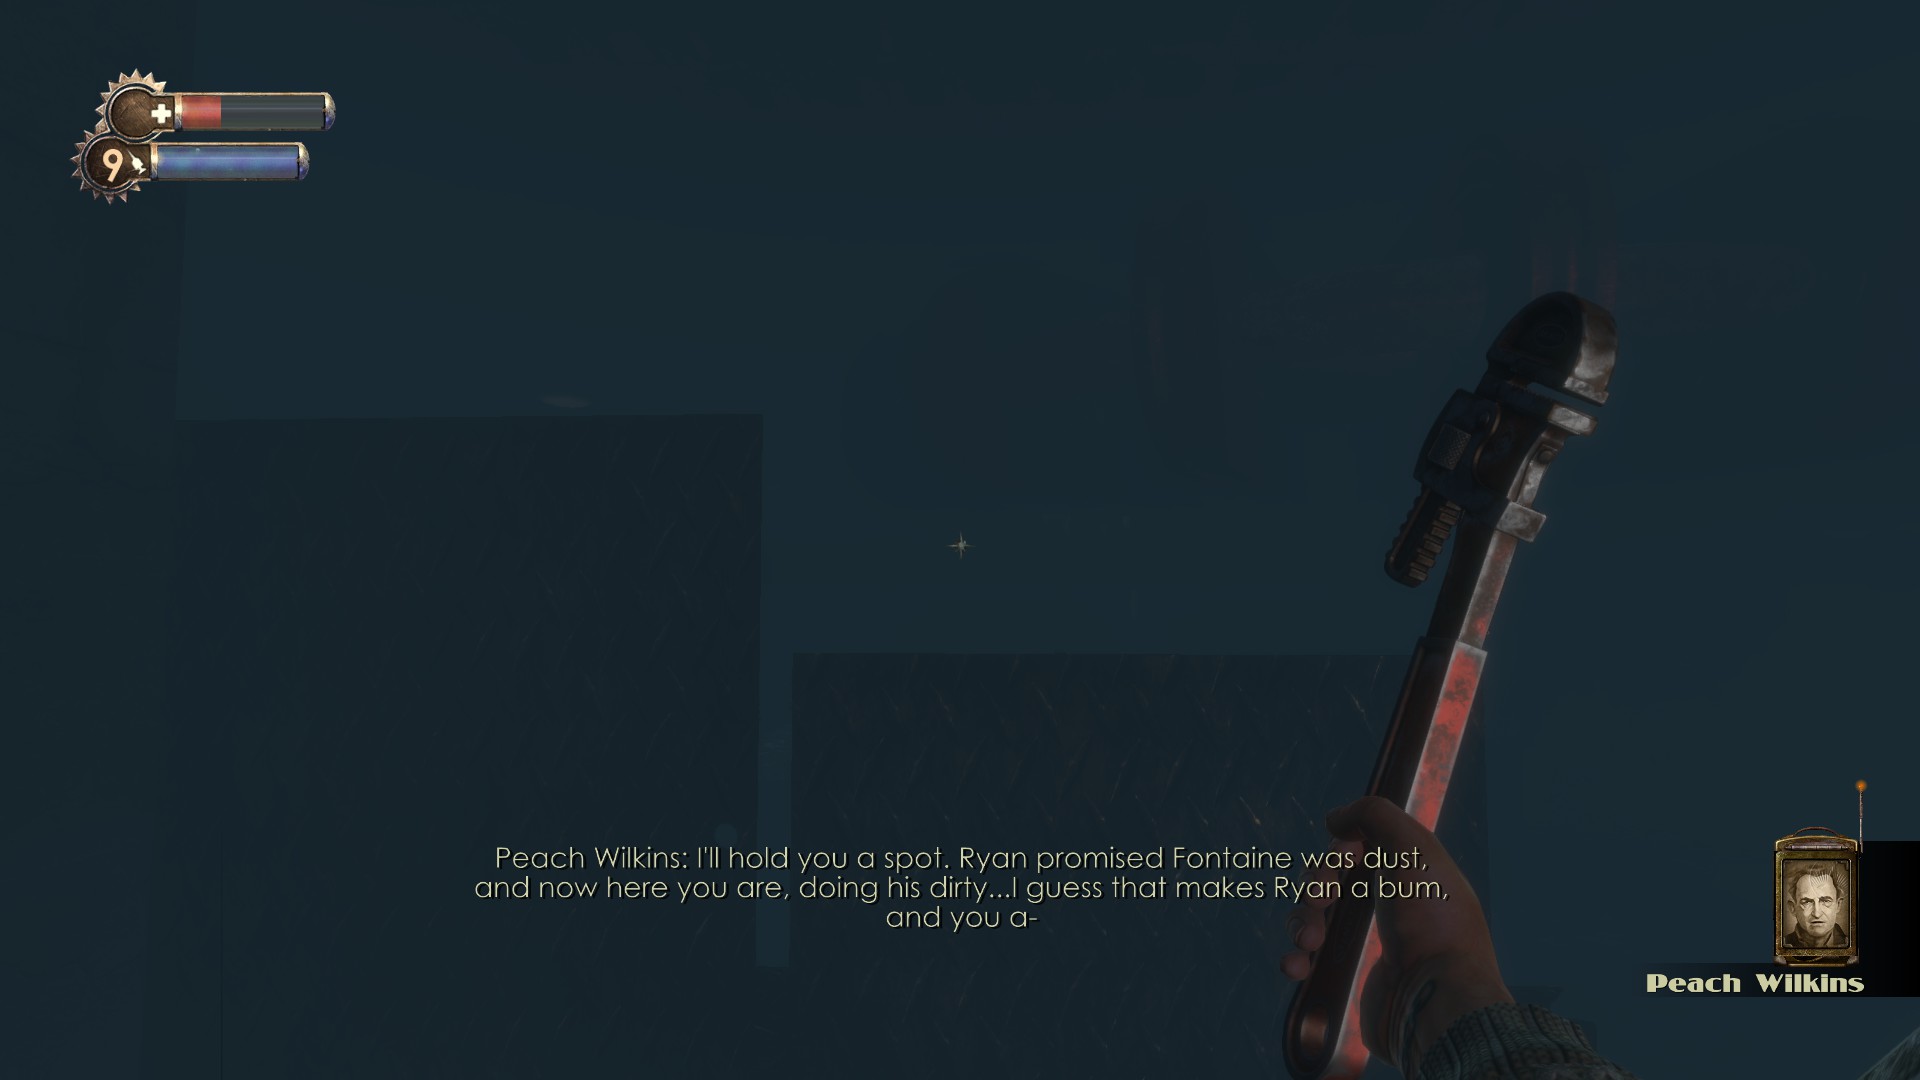 9
Peach Wilkins: I'll hold you a spot. Ryan promised Fontaine was dust,
and now here you are, doing his dirty...I guess that makes Ryan a bum,
and you a-
Peach Wilkins